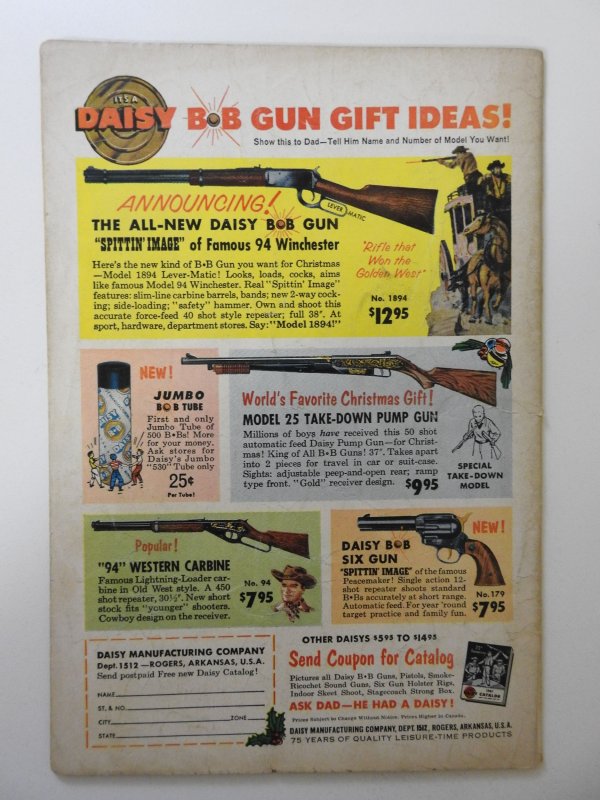 IT'S A
DAISY B•B GUN GIFT IDEAS!
Show this to Dad—Tell Him Name and Number of Model You Want!
LEVER MATIC
ANNOUNCING!
THE ALL-NEW DAISY B•B GUN
"SPITTIN' IMAGE" of Famous 94 Winchester
Here's the new kind of B•B Gun you want for Christmas
—Model 1894 Lever-Matic! Looks, loads, cocks, aims
like famous Model 94 Winchester. Real "Spittin' Image"
features: slim-line carbine barrels, bands; new 2-way cock-
ing; side-loading; "safety" hammer. Own and shoot this
accurate force-feed 40 shot style repeater; full 38". At
sport, hardware, department stores. Say: "Model 1894!"
"Rifle that
Won the
Golden West"
No. 1894
$12.95
NEW!
JUMBO
B•B TUBE
First and only
Jumbo Tube of
500 B•Bs! More
for your money.
Ask stores for
Daisy's Jumbo
"530" Tube only
25¢
Per Tube!
World's Favorite Christmas Gift!
MODEL 25 TAKE-DOWN PUMP GUN
Millions of boys have received this 50 shot
automatic feed Daisy Pump Gun—for Christ-
mas! King of All B•B Guns! 37". Takes apart
into 2 pieces for travel in car or suit-case.
Sights: adjustable peep-and-open rear; ramp
type front. "Gold" receiver design.
$9.95
SPECIAL
TAKE-DOWN
MODEL
Popular!
"94" WESTERN CARBINE
Famous Lightning-Loader car-
bine in Old West style. A 450
shot repeater, 30½". New short
stock fits "younger" shooters.
Cowboy design on the receiver.
No. 94
$7.95
NEW!
DAISY B•B
SIX GUN
"SPITTIN' IMAGE" of the famous
Peacemaker! Single action 12-
shot repeater shoots standard
B•Bs accurately at short range.
Automatic feed. For year 'round
target practice and family fun.
No. 179
$7.95
DAISY MANUFACTURING COMPANY
Dept. 1512—ROGERS, ARKANSAS, U.S.A.
Send postpaid Free new Daisy Catalog!
NAME
ST. & NO.
CITY ZONE
STATE
OTHER DAISYS $5.95 TO $14.95
Send Coupon for Catalog
Pictures all Daisy B•B Guns, Pistols, Smoke-
Ricochet Sound Guns, Six Gun Holster Rigs,
Indoor Skeet Shoot, Stagecoach Strong Box.
ASK DAD—HE HAD A DAISY!
Prices Subject to Change Without Notice. Prices Higher in Canada.
DAISY MANUFACTURING COMPANY, DEPT. 1512, ROGERS, ARKANSAS, U.S.A.
75 YEARS OF QUALITY LEISURE-TIME PRODUCTS
CATALOG